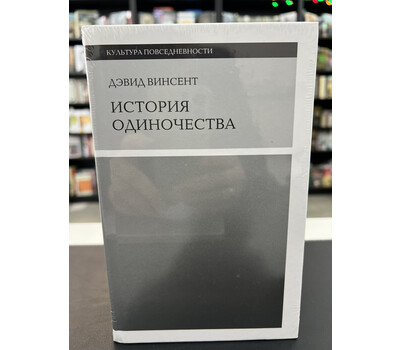 КУЛЬТУРА ПОВСЕДНЕВНОСТИ
ДЭВИД ВИНСЕНТ
ИСТОРИЯ
ОДИНОЧЕСТВА